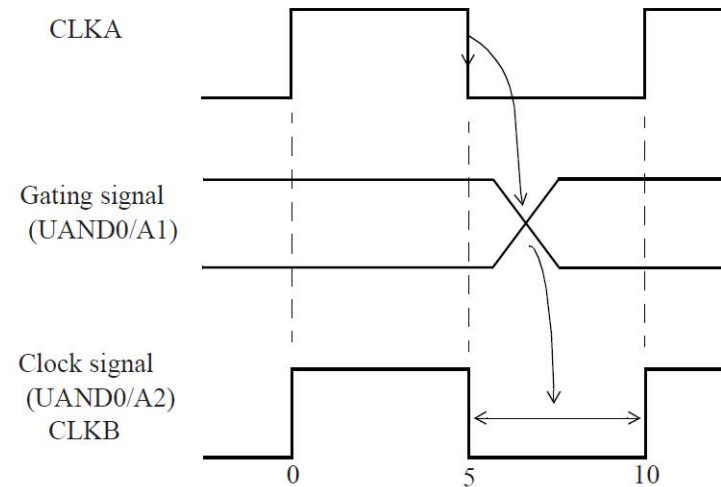 CLKA
Gating signal
(UAND0/A1)
Clock signal
(UAND0/A2)
CLKB
0
5
10